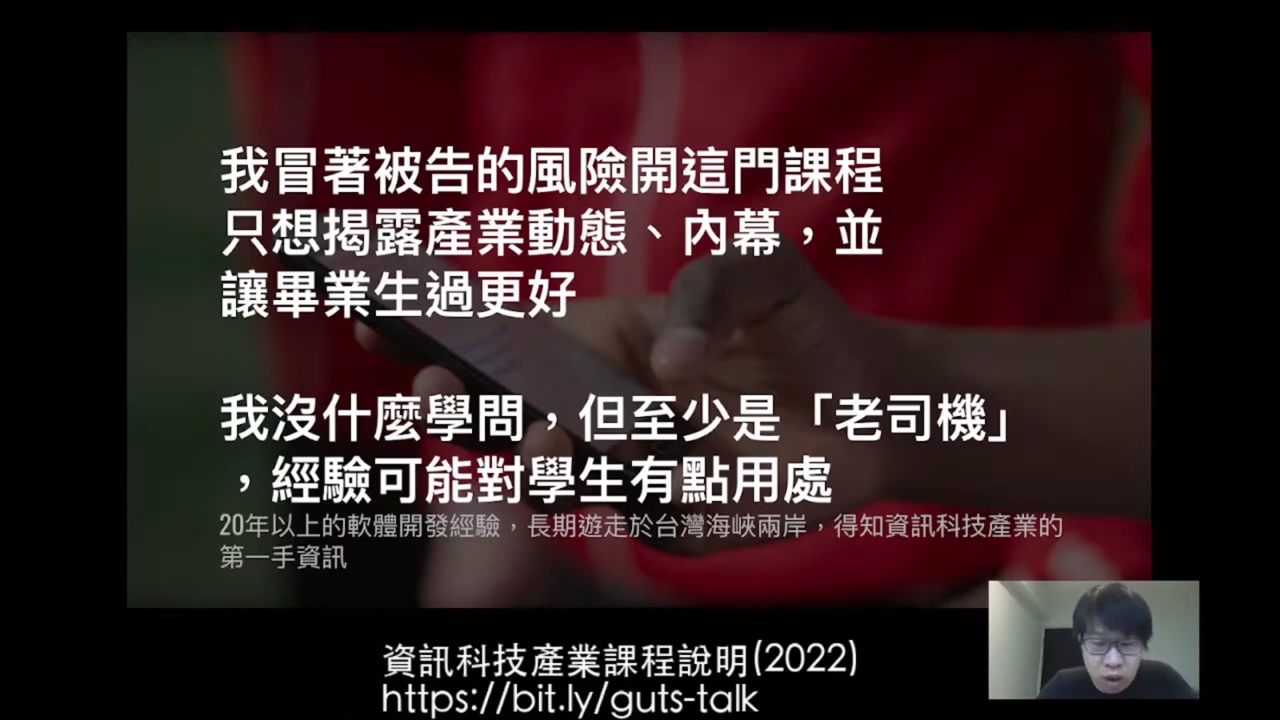 我冒著被告的風險開這門課程
只想揭露產業動態、內幕，並
讓畢業生過更好
我沒什麼學問，但至少是「老司機」
，經驗可能對學生有點用處
20年以上的軟體開發經驗，長期遊走於台灣海峽兩岸，得知資訊科技產業的
第一手資訊
資訊科技產業課程說明(2022)
https://bit.ly/guts-talk